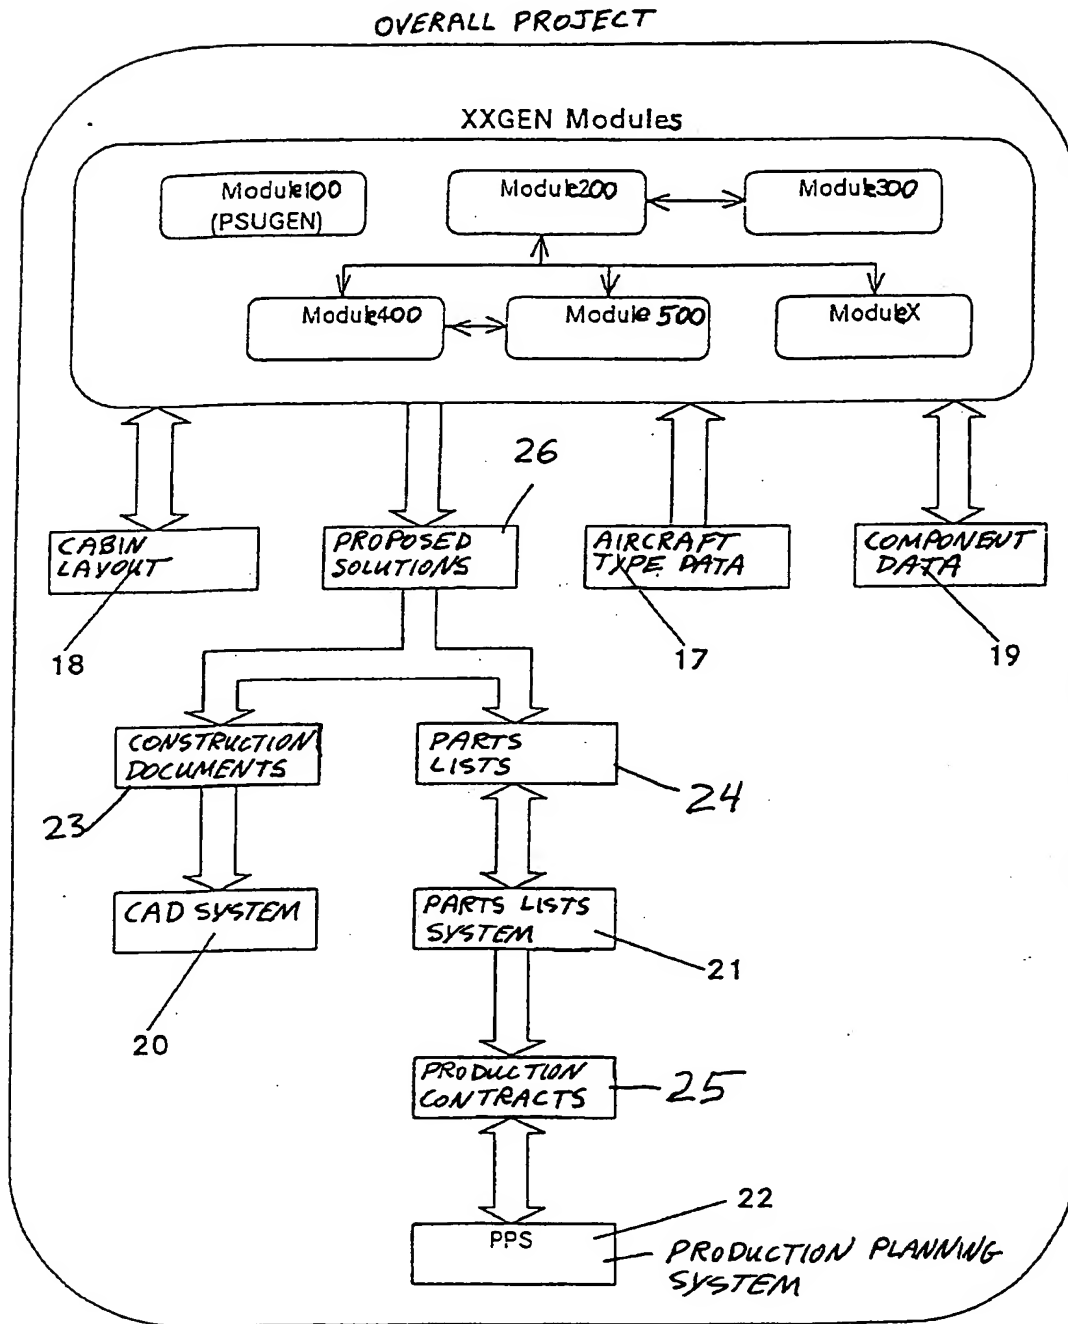 OVERALL PROJECT
XXGEN Modules
Module100
(PSUGEN)
Module200
Module300
Module400
Module 500
ModuleX
26
CABIN
LAYOUT
PROPOSED
SOLUTIONS
AIRCRAFT
TYPE DATA
COMPONENT
DATA
18
17
19
CONSTRUCTION
DOCUMENTS
PARTS
LISTS
23
24
CAD SYSTEM
PARTS LISTS
SYSTEM
20
21
PRODUCTION
CONTRACTS
25
22
PPS
PRODUCTION PLANNING
SYSTEM